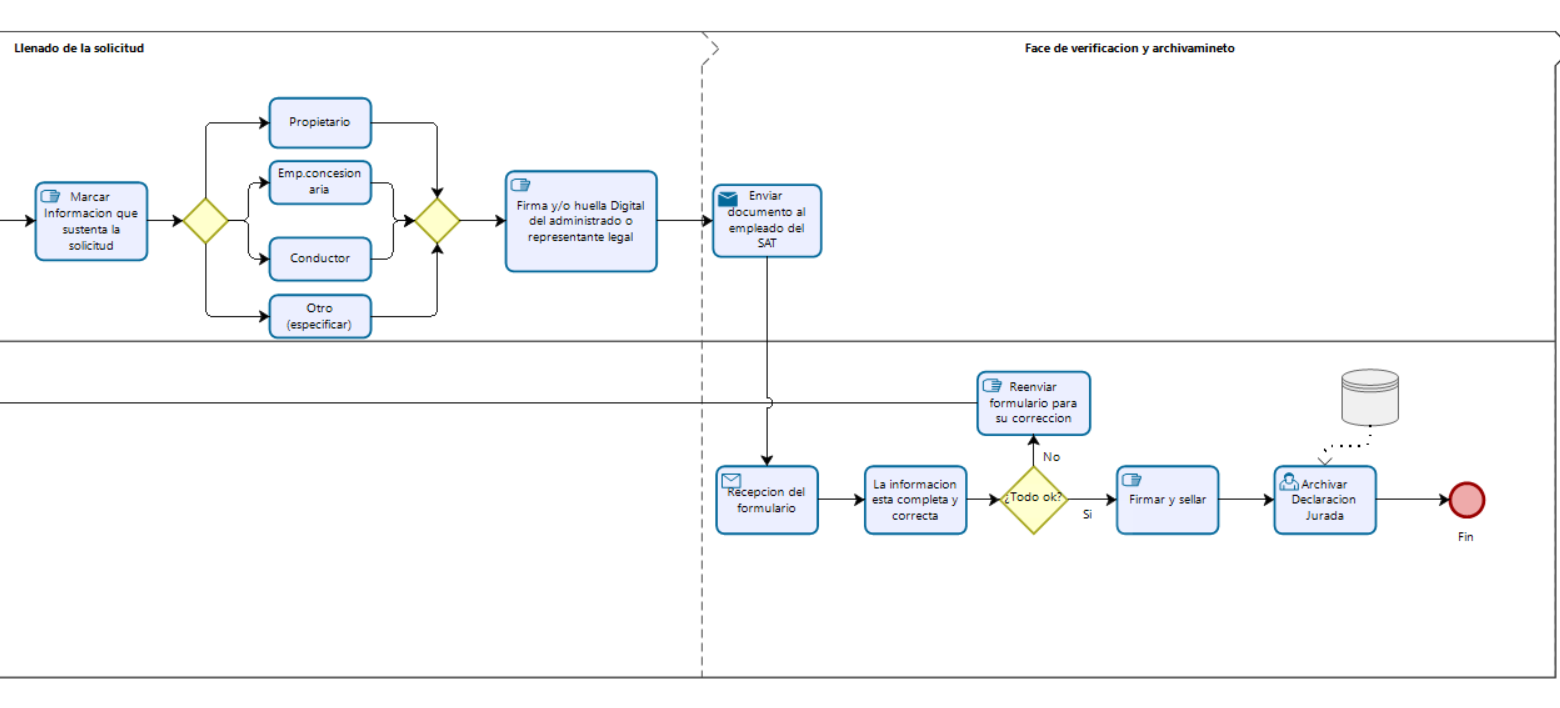 Llenado de la solicitud
Face de verificacion y archivamineto
Propietario
Emp.concesion
aria
Marcar
Informacion que
sustenta la
solicitud
Conductor
Otro
(especificar)
Firma y/o huella Digital
del administrado o
representante legal
Enviar
documento al
empleado del
SAT
Reenviar
formulario para
su correccion
No
Recepcion del
formulario
La informacion
esta completa y
correcta
¿Todo ok?
Si
Firmar y sellar
Archivar
Declaracion
Jurada
Fin